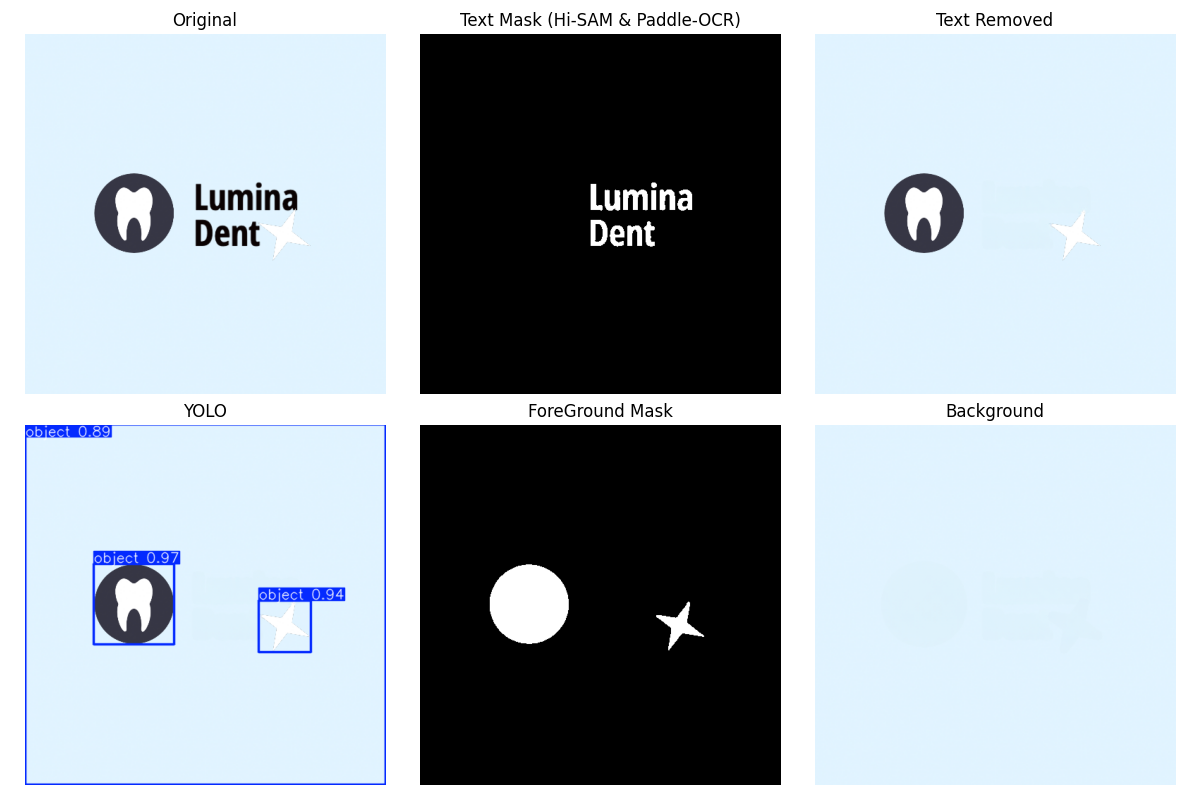 Original
Text Mask (Hi-SAM & Paddle-OCR)
Text Removed
Lumina
Dent
Lumina
Dent
YOLO
ForeGround Mask
Background
object 0.89
object 0.97
object 0.94